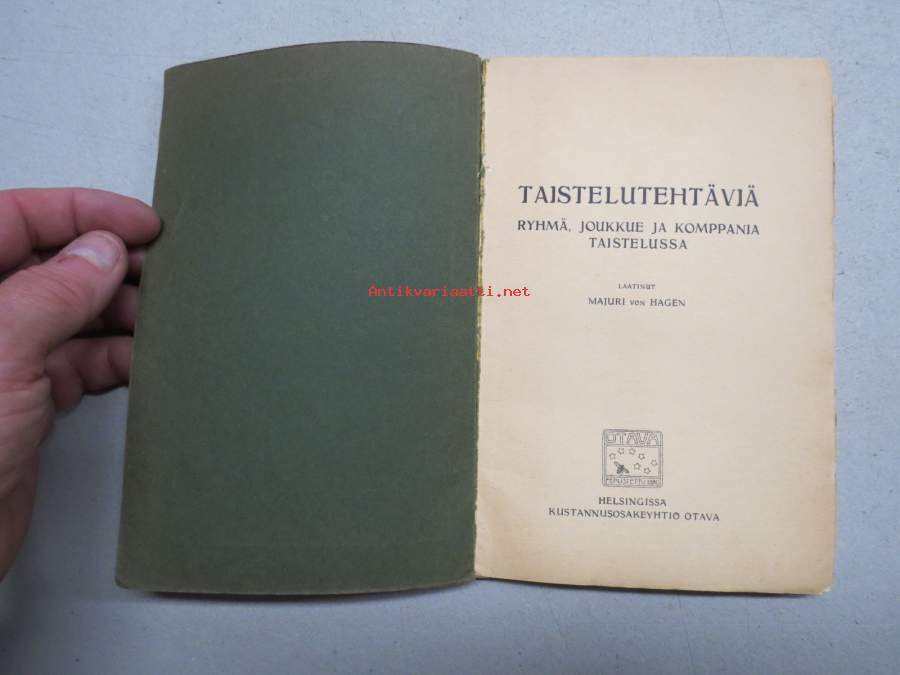 TAISTELUTEHTÄVIÄ
RYHMÄ, JOUKKUE JA KOMPPANIA
TAISTELUSSA
LAATINUT
MAJURI von HAGEN
Antikvariaatti.net
OTAVA
HELSINGISSÄ
KUSTANNUSOSAKEYHTIÖ OTAVA